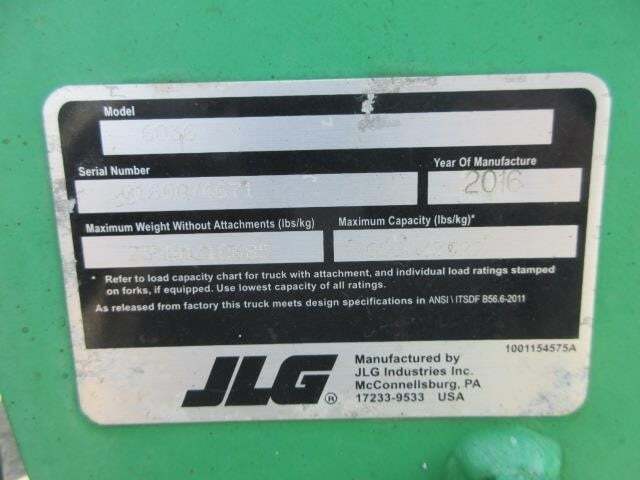 Model
Serial Number
Year Of Manufacture
2016
Maximum Weight Without Attachments (lbs/kg)
Maximum Capacity (lbs/kg)*
* Refer to load capacity chart for truck with attachment, and individual load ratings stamped
on forks, if equipped. Use lowest capacity of all ratings.
As released from factory this truck meets design specifications in ANSI \ ITSDF B56.6-2011
1001154575A
JLG®
Manufactured by
JLG Industries Inc.
McConnellsburg, PA
17233-9533 USA